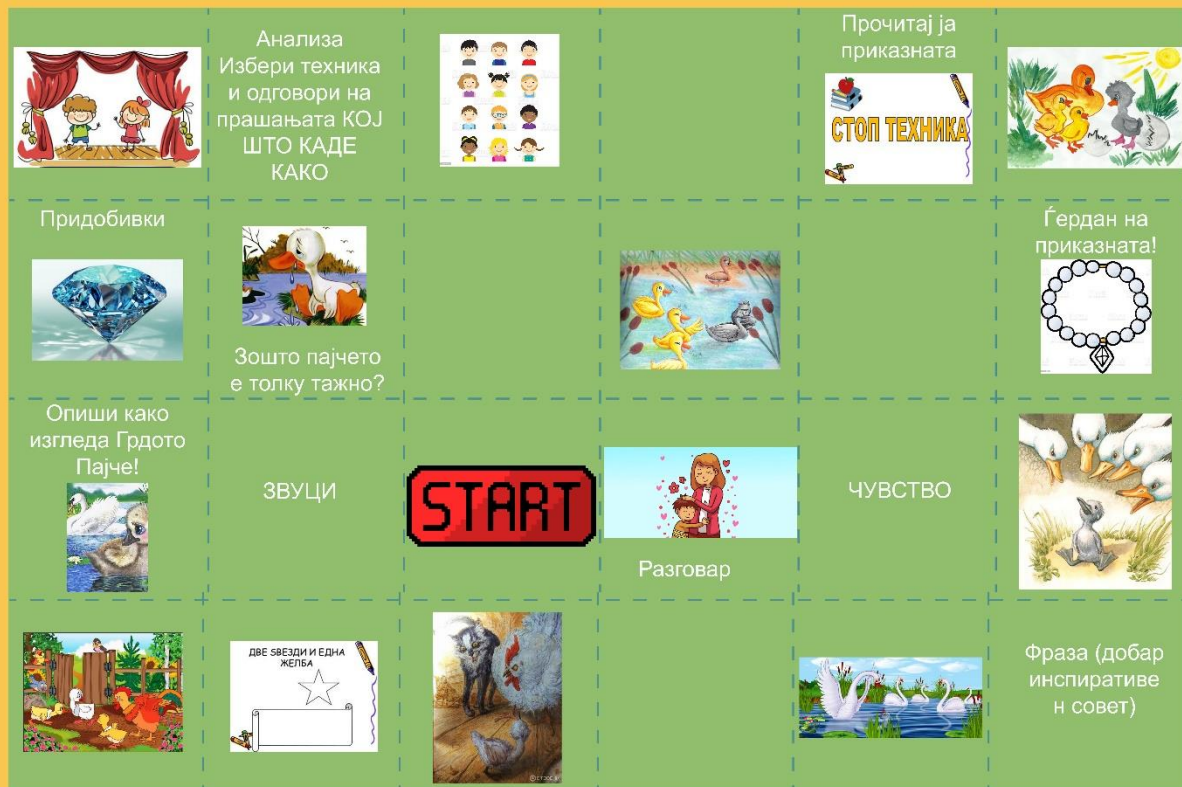 Анализа
Избери техника
и одговори на
прашањата КОЈ
ШТО КАДЕ
КАКО
Прочитај ја
приказната
СТОП ТЕХНИКА
Придобивки
Зошто пајчето
е толку тажно?
Ѓердан на
приказната!
Опиши како
изгледа Грдото
Пајче!
ЗВУЦИ
START
Разговар
ЧУВСТВО
ДВЕ ЅВЕЗДИ И ЕДНА
ЖЕЛБА
Фраза (добар
инспиративе
н совет)